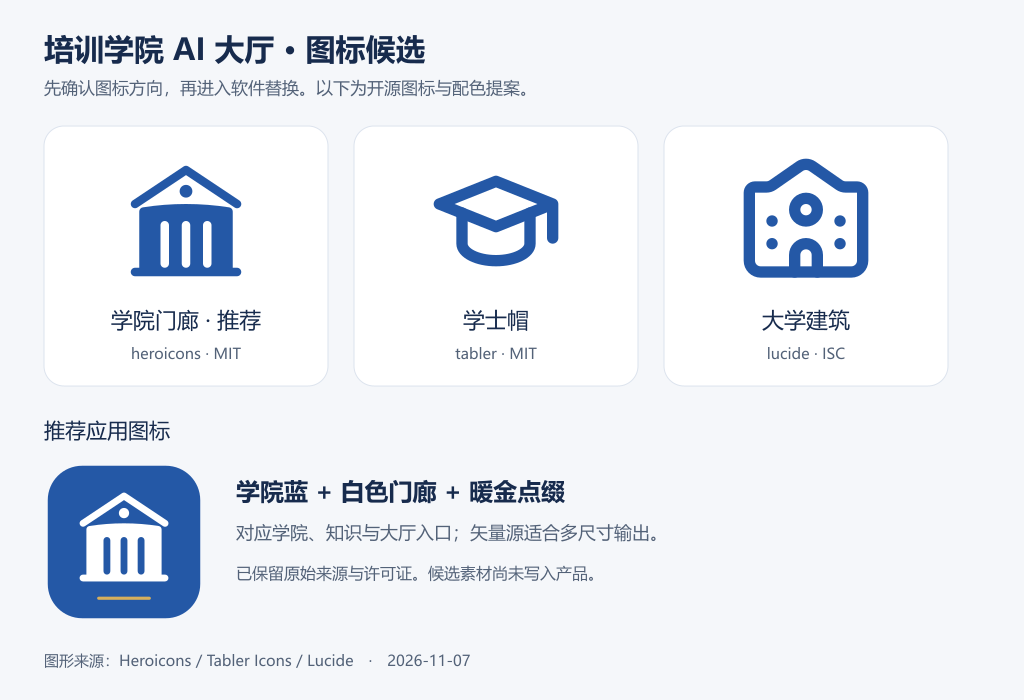 培训学院 AI 大厅 · 图标候选
先确认图标方向，再进入软件替换。以下为开源图标与配色提案。
学院门廊 · 推荐
heroicons · MIT
学士帽
tabler · MIT
大学建筑
lucide · ISC
推荐应用图标
学院蓝 + 白色门廊 + 暖金点缀
对应学院、知识与大厅入口；矢量源适合多尺寸输出。
已保留原始来源与许可证。候选素材尚未写入产品。
图形来源：Heroicons / Tabler Icons / Lucide · 2026-11-07